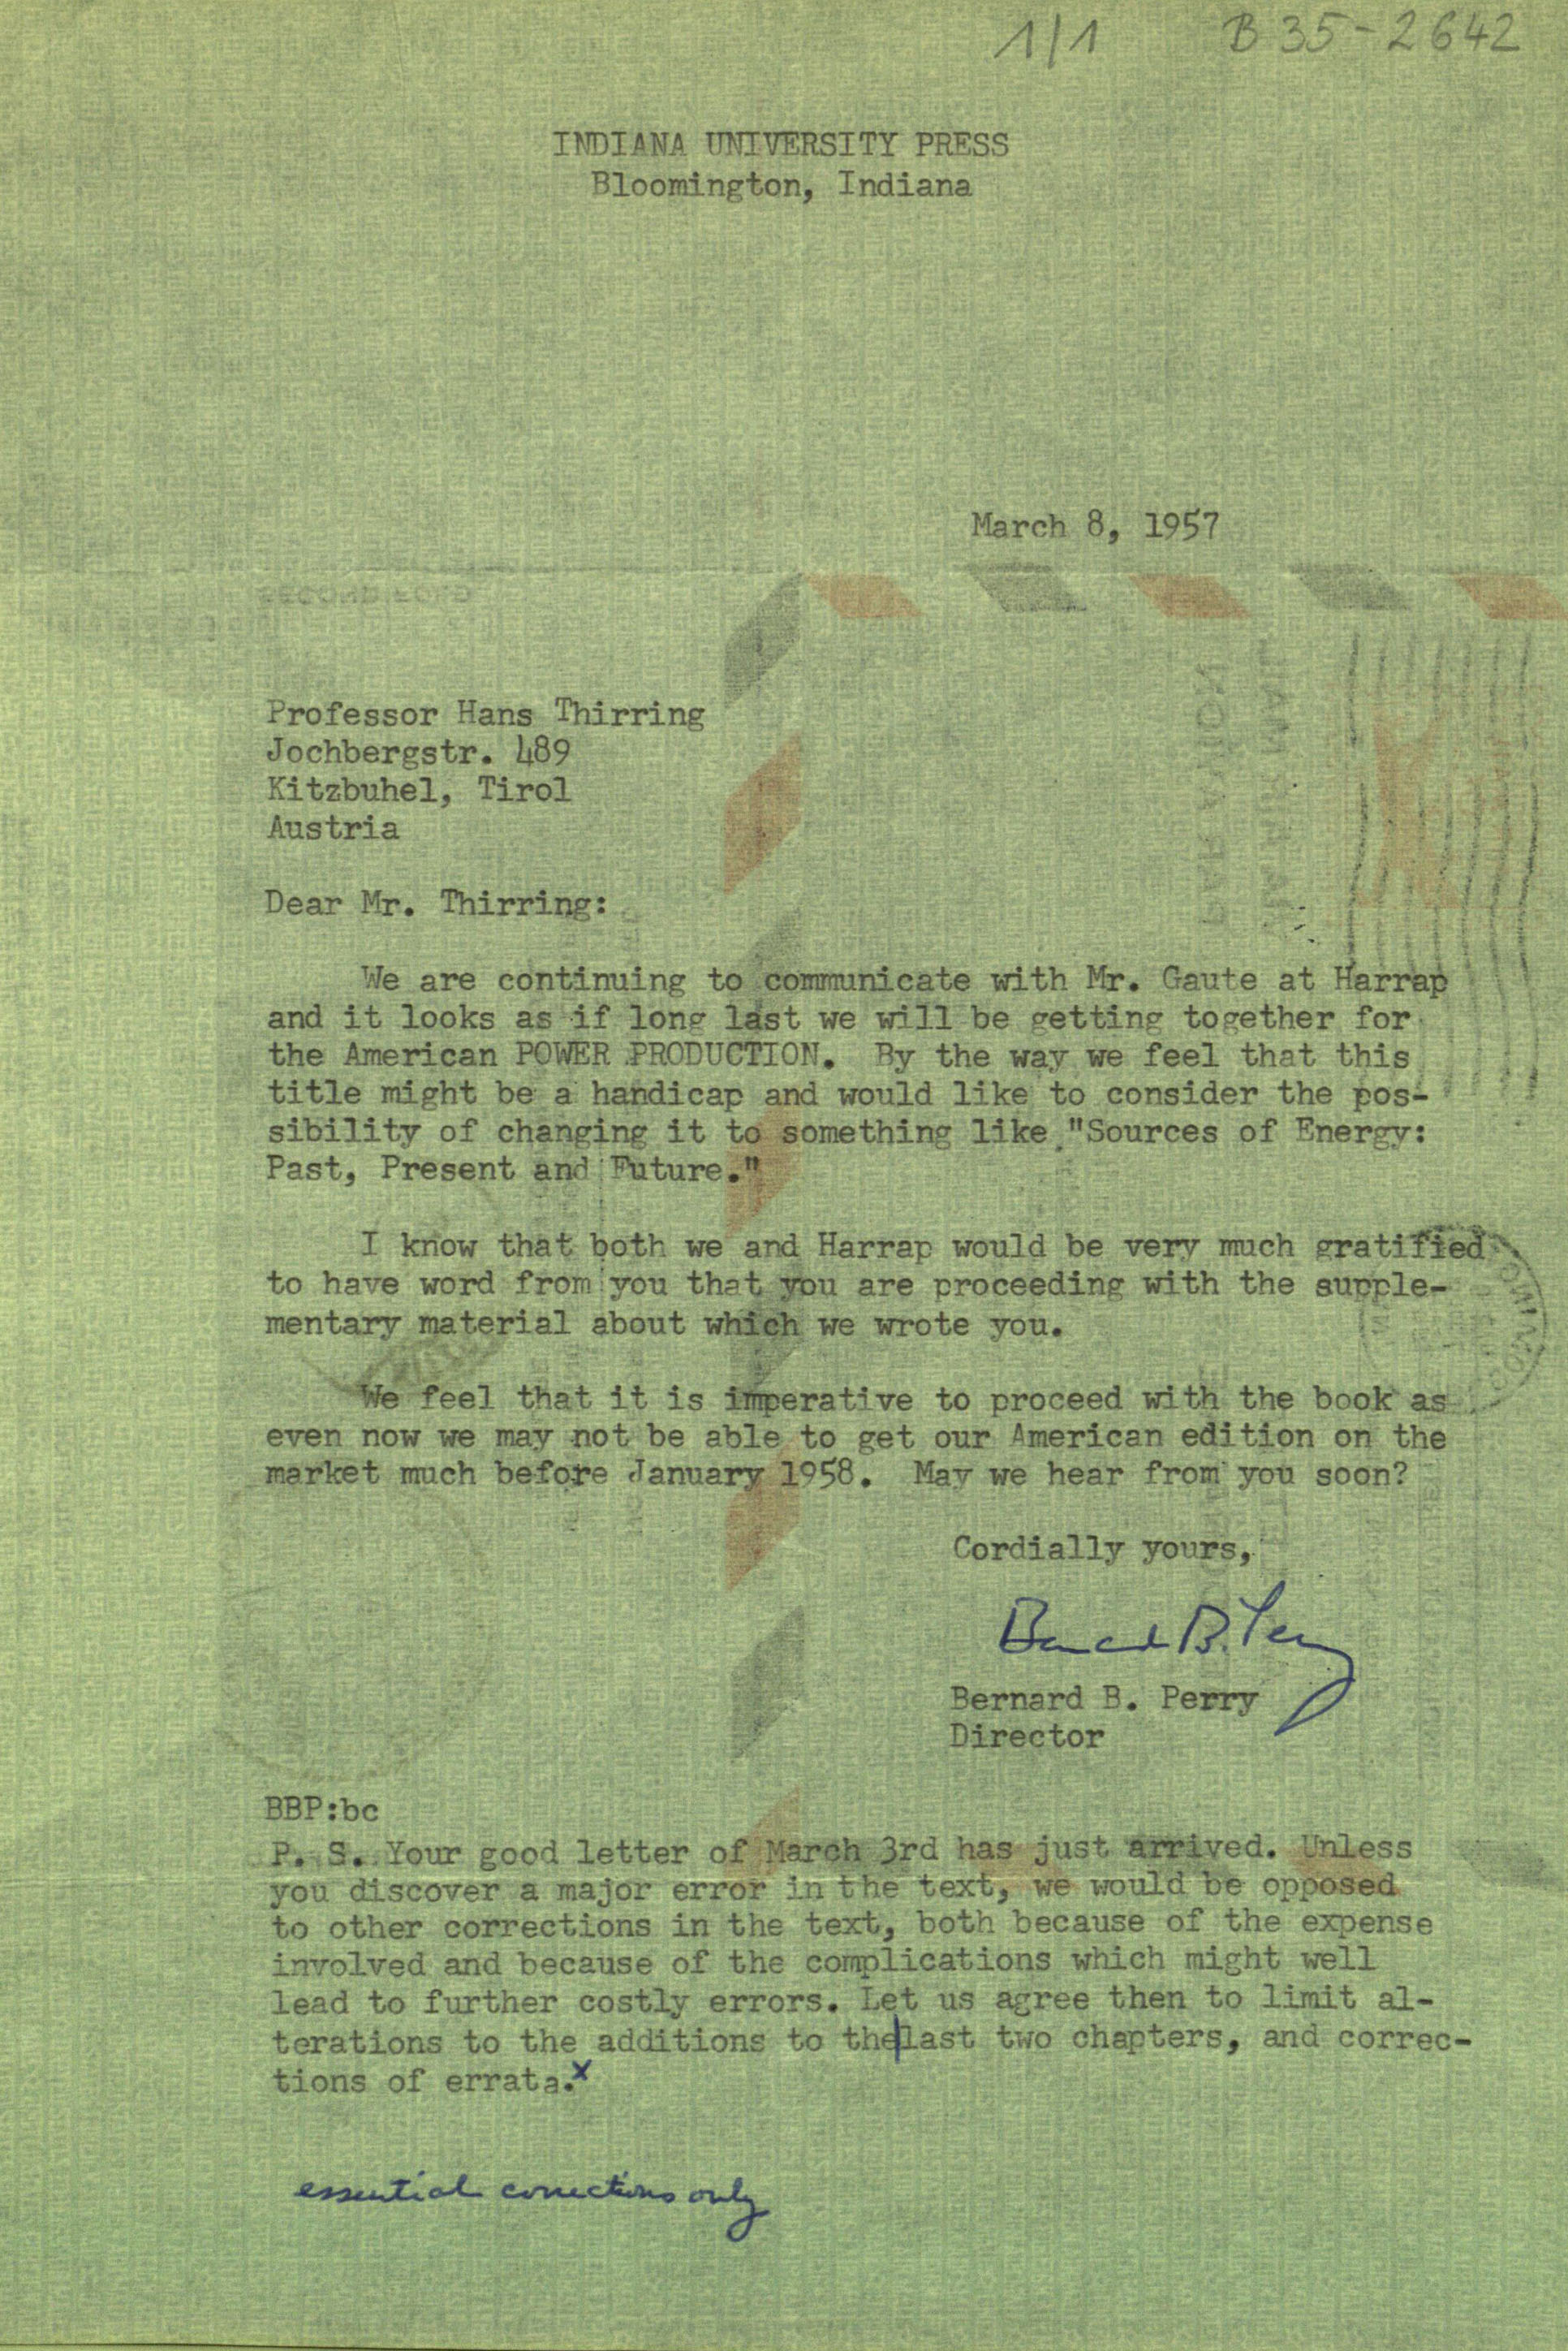 1/1 B 35-2642
INDIANA UNIVERSITY PRESS
Bloomington, Indiana
March 8, 1957
SECOND FOLD
Professor Hans Thirring
Jochbergstr. 489
Kitzbuhel, Tirol
Austria
Dear Mr. Thirring:
We are continuing to communicate with Mr. Gaute at Harrap
and it looks as if long last we will be getting together for
the American POWER PRODUCTION. By the way we feel that this
title might be a handicap and would like to consider the pos-
sibility of changing it to something like "Sources of Energy:
Past, Present and Future."
I know that both we and Harrap would be very much gratified
to have word from you that you are proceeding with the supple-
mentary material about which we wrote you.
We feel that it is imperative to proceed with the book as
even now we may not be able to get our American edition on the
market much before January 1958. May we hear from you soon?
Cordially yours,
Bernard B. Perry
Bernard B. Perry
Director
BBP:bc
P. S. Your good letter of March 3rd has just arrived. Unless
you discover a major error in the text, we would be opposed
to other corrections in the text, both because of the expense
involved and because of the complications which might well
lead to further costly errors. Let us agree then to limit al-
terations to the additions to the|last two chapters, and correc-
tions of errata.x
essential corrections only